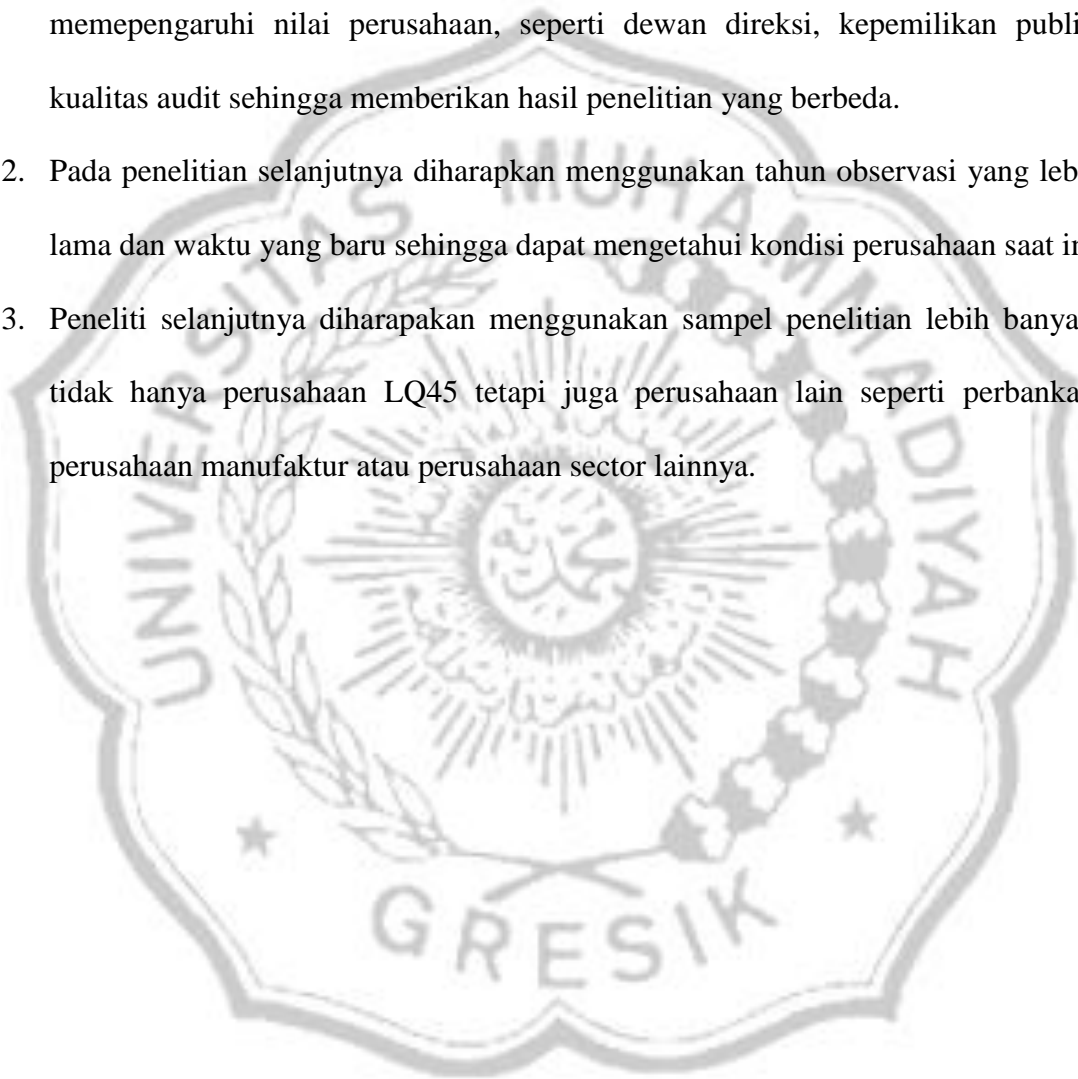 memepengaruhi nilai perusahaan, seperti dewan direksi, kepemilikan publi
kualitas audit sehingga memberikan hasil penelitian yang berbeda.
2. Pada penelitian selanjutnya diharapkan menggunakan tahun observasi yang leb
lama dan waktu yang baru sehingga dapat mengetahui kondisi perusahaan saat in
3. Peneliti selanjutnya diharapakan menggunakan sampel penelitian lebih banya
tidak hanya perusahaan LQ45 tetapi juga perusahaan lain seperti perbanka
perusahaan manufaktur atau perusahaan sector lainnya.
UNIVERSITAS MUHAMMADIYAH
GRESIK